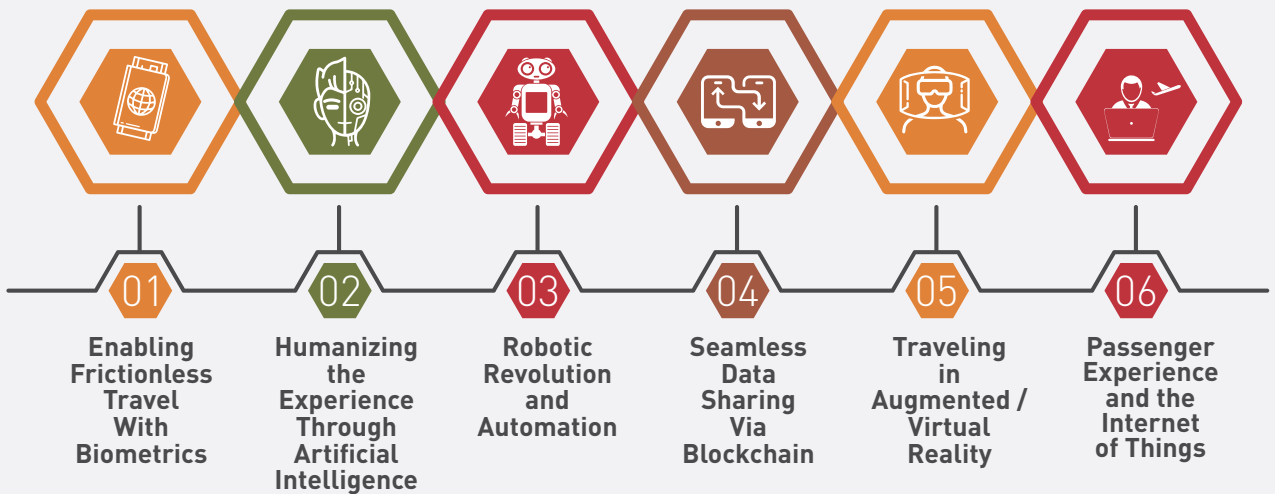 01
Enabling
Frictionless
Travel
With
Biometrics
02
Humanizing
the
Experience
Through
Artificial
Intelligence
03
Robotic
Revolution
and
Automation
04
Seamless
Data
Sharing
Via
Blockchain
05
Traveling
in
Augmented /
Virtual
Reality
06
Passenger
Experience
and the
Internet
of Things